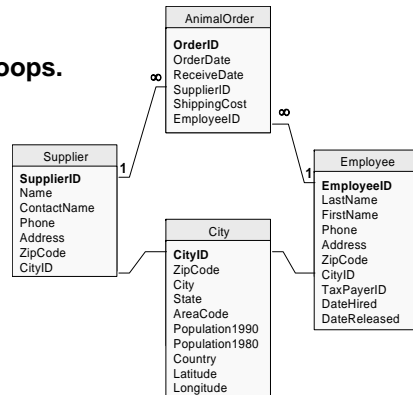 oops.
AnimalOrder
OrderID
OrderDate
ReceiveDate
SupplierID
ShippingCost
EmployeeID
∞
∞
1
1
Supplier
SupplierID
Name
ContactName
Phone
Address
ZipCode
CityID
City
CityID
ZipCode
City
State
AreaCode
Population1990
Population1980
Country
Latitude
Longitude
Employee
EmployeeID
LastName
FirstName
Phone
Address
ZipCode
CityID
TaxPayerID
DateHired
DateReleased